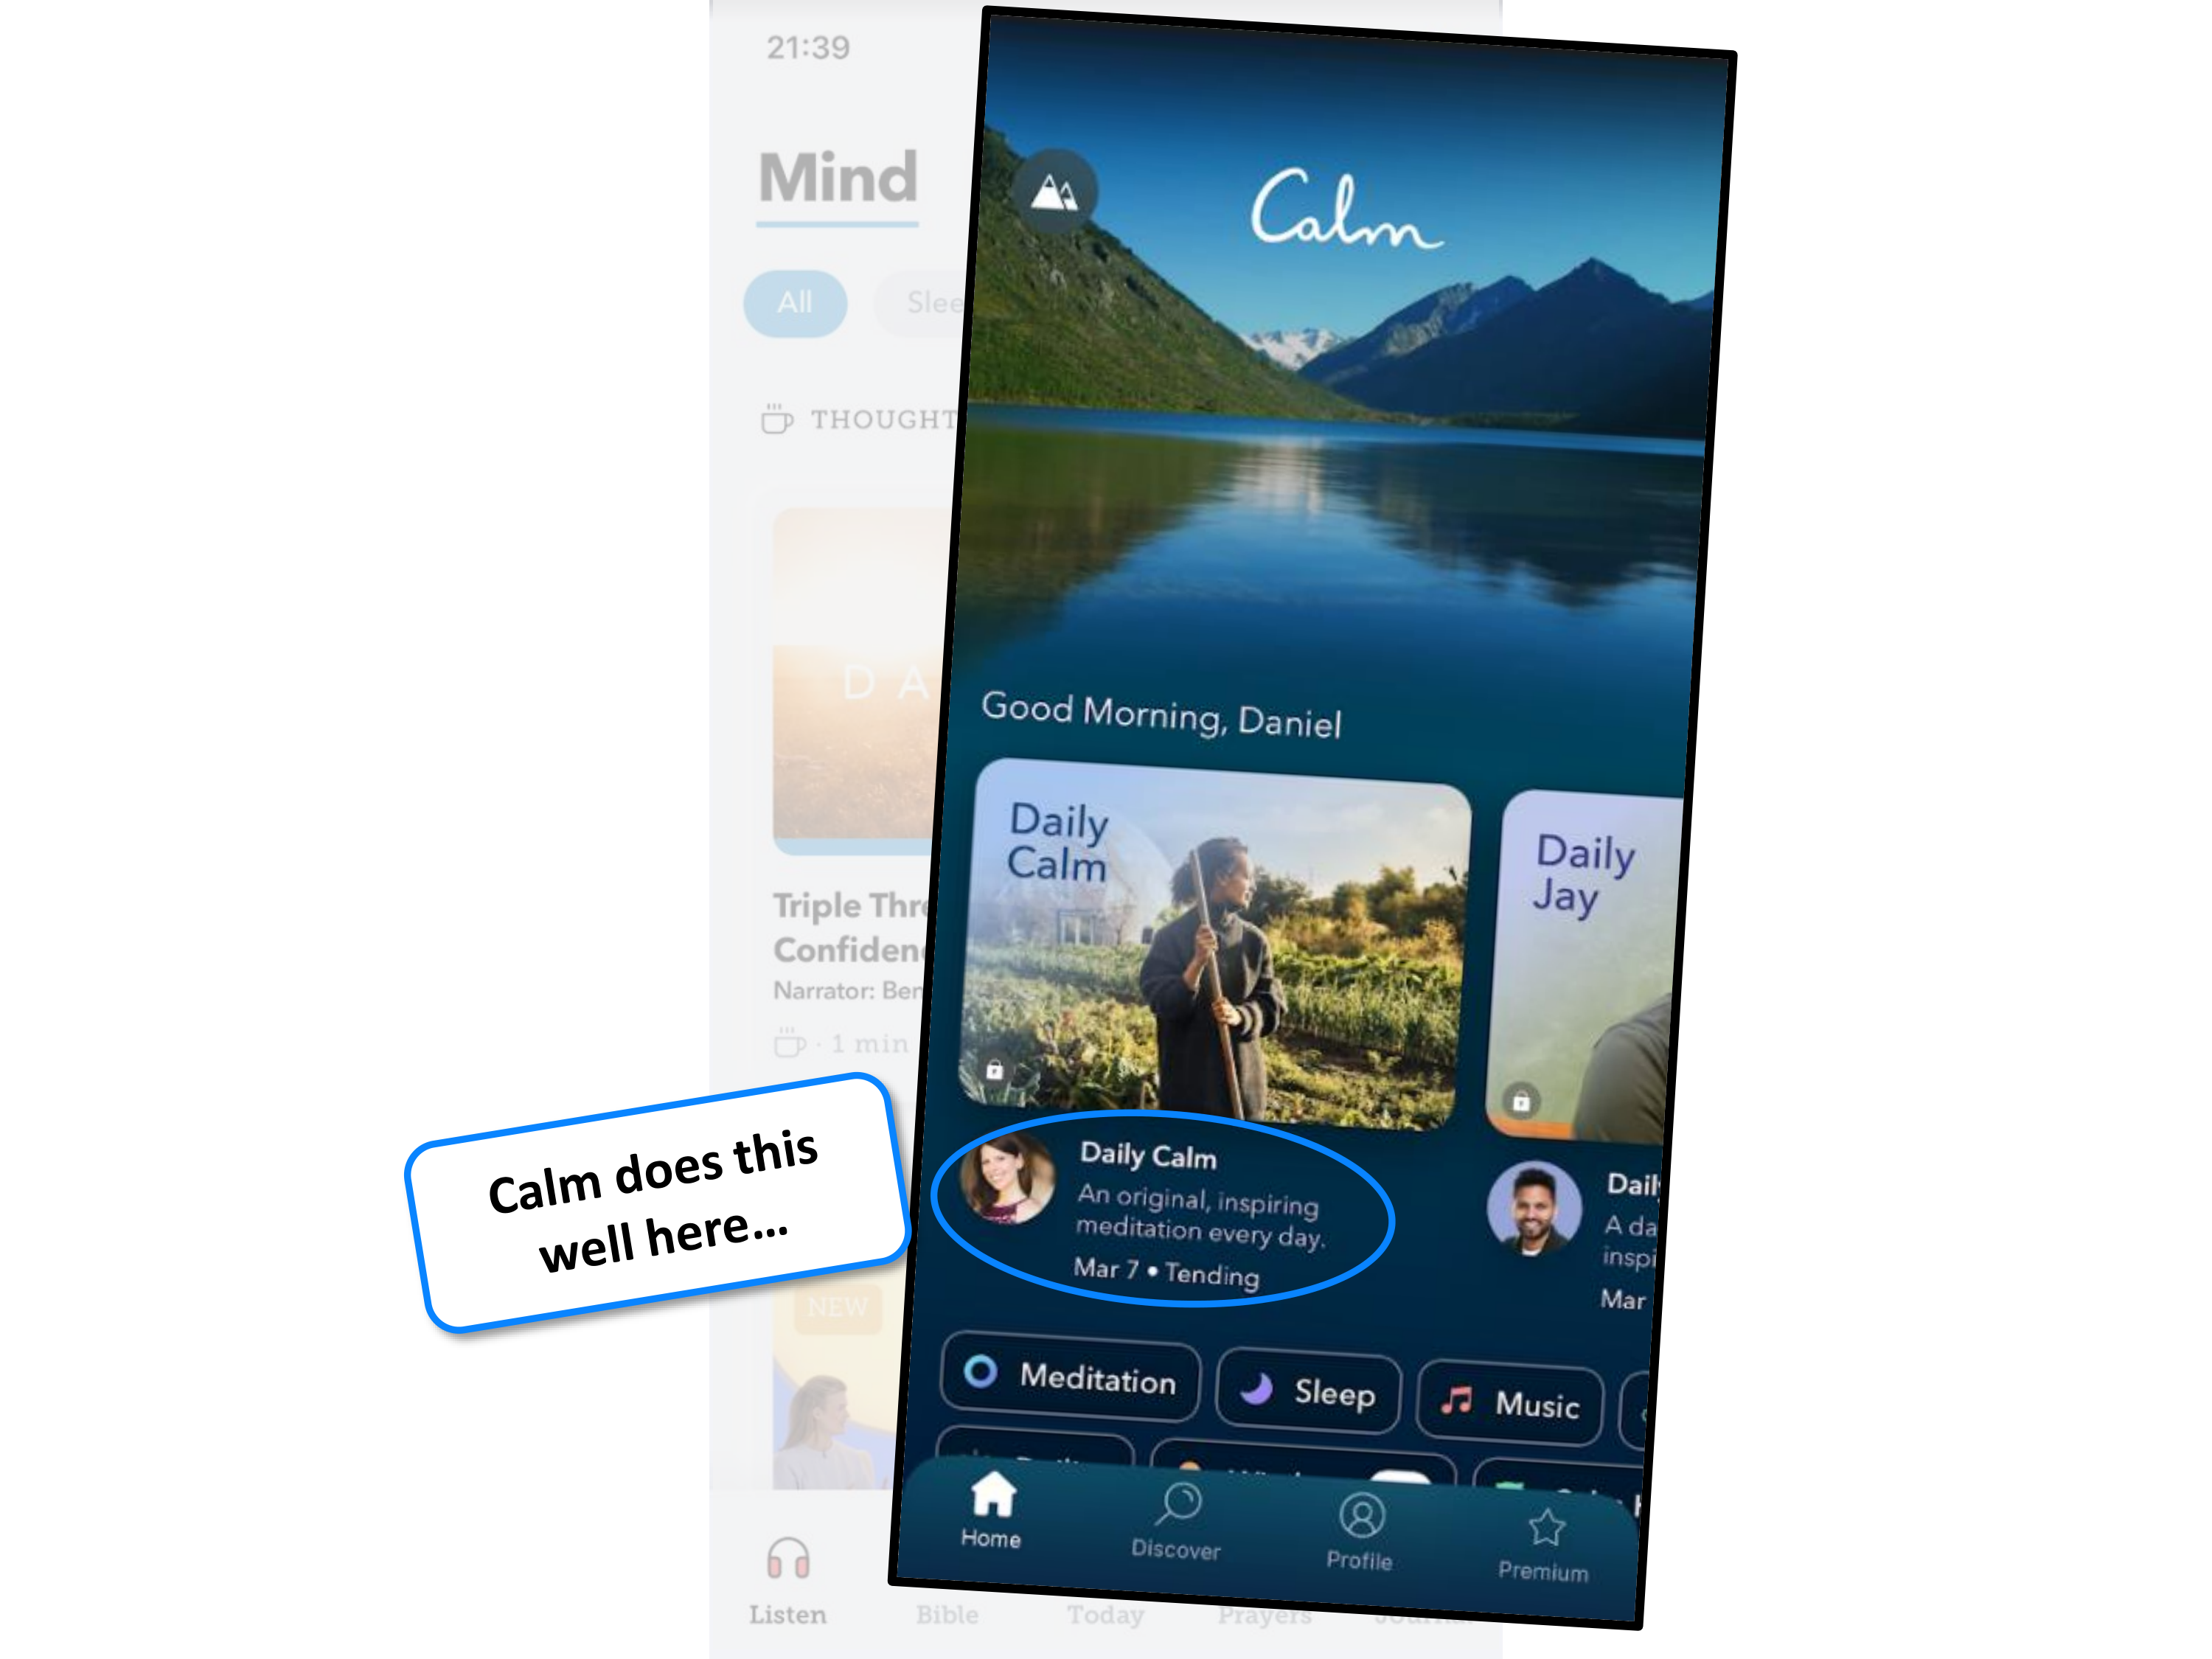 21:39
Mind
All
Slee
THOUGHT
D A
Triple Thre
Confiden
Narrator: Ben
· 1 min
NEW
Listen
Bible
Today
Prayers
Calm does this
well here...
Calm
Good Morning, Daniel
Daily
Calm
Daily
Jay
Daily Calm
An original, inspiring
meditation every day.
Mar 7 • Tending
Dail
A da
inspi
Mar
Meditation
Sleep
Music
Home
Discover
Profile
Premium